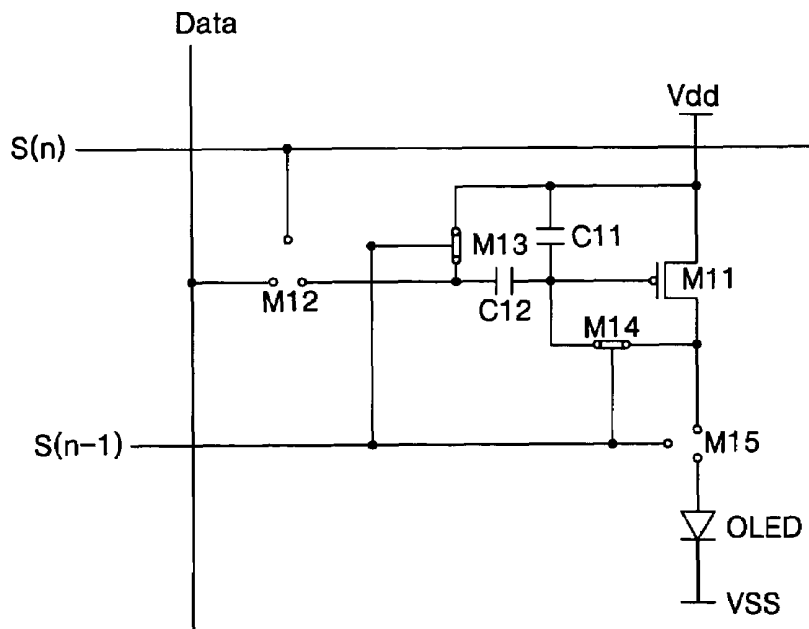 Data
Vdd
S(n)
M13
C11
M11
M12
C12
M14
S(n-1)
M15
OLED
VSS